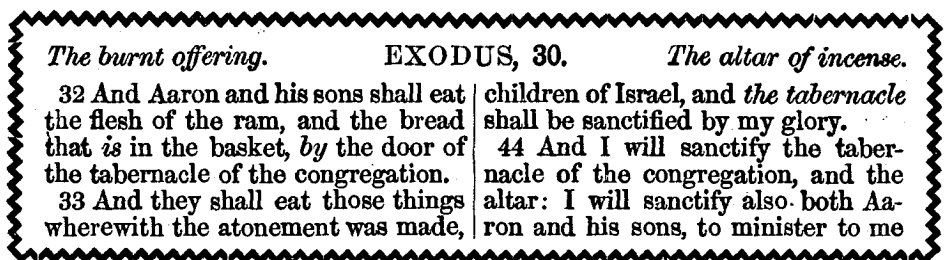 The burnt offering. EXODUS, 30. The altar of incense.
32 And Aaron and his sons shall eat
the flesh of the ram, and the bread
that is in the basket, by the door of
the tabernacle of the congregation.
33 And they shall eat those things
wherewith the atonement was made,
children of Israel, and the tabernacle
shall be sanctified by my glory.
44 And I will sanctify the taber-
nacle of the congregation, and the
altar: I will sanctify also both Aa-
ron and his sons, to minister to me